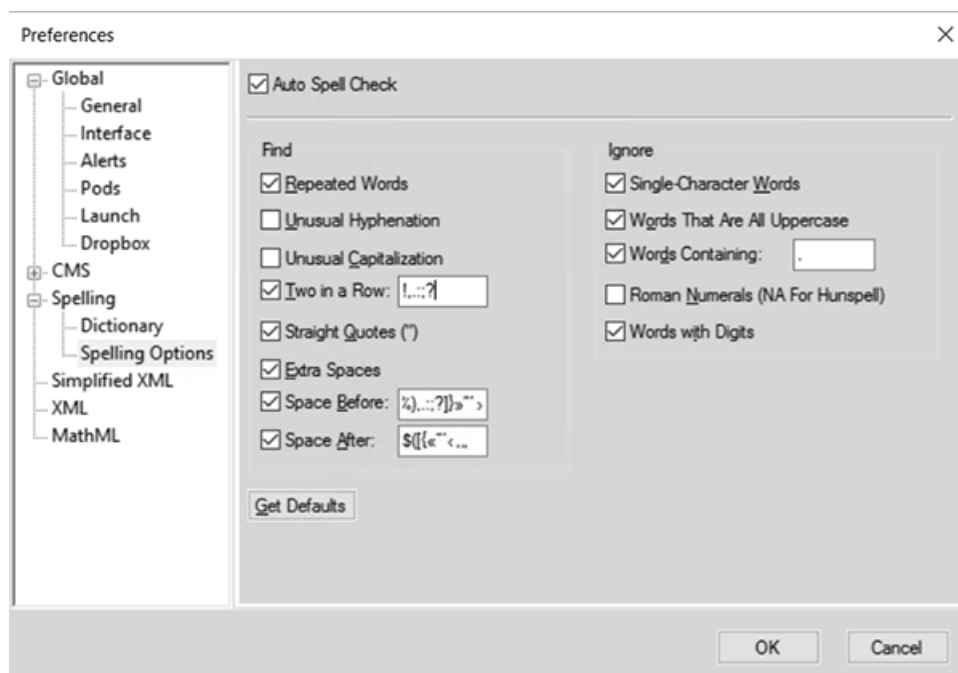 Preferences
Global
General
Interface
Alerts
Pods
Launch
Dropbox
CMS
Spelling
Dictionary
Spelling Options
Simplified XML
XML
MathML
Auto Spell Check
Find
Repeated Words
Unusual Hyphenation
Unusual Capitalization
Two in a Row: !,.:;?
Straight Quotes (")
Extra Spaces
Space Before:
Space After:
Get Defaults
Ignore
Single-Character Words
Words That Are All Uppercase
Words Containing: .
Roman Numerals (NA For Hunspell)
Words with Digits
OK
Cancel